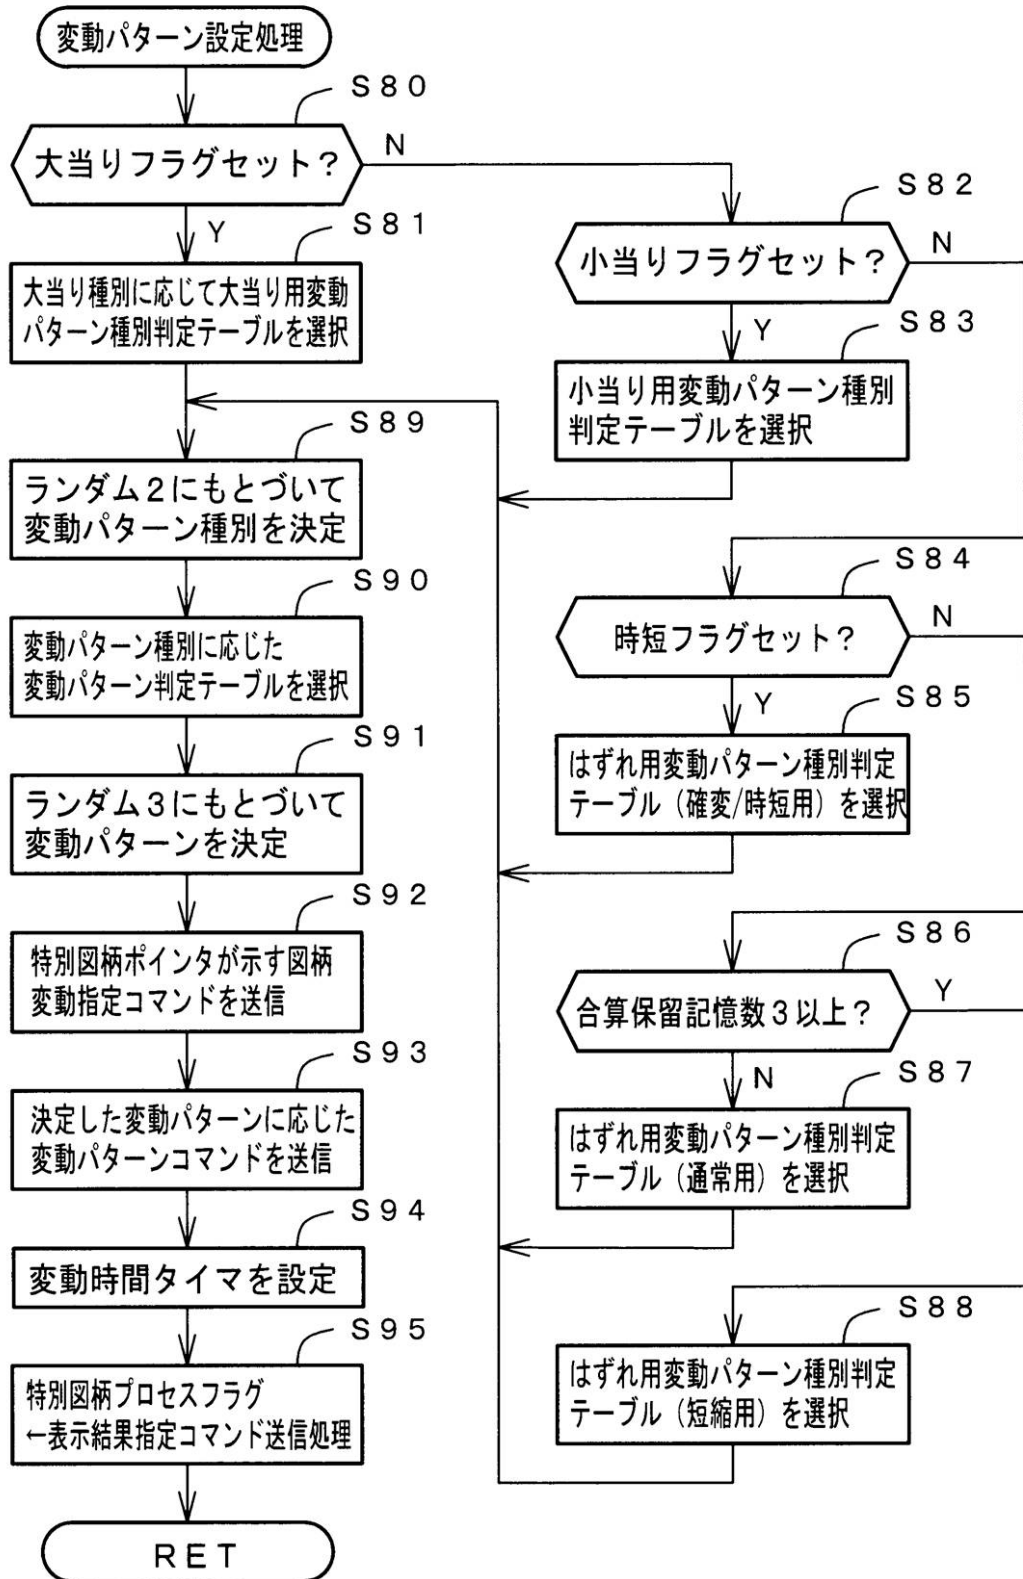 変動パターン設定処理
S80
大当りフラグセット？
N
Y
S81
大当り種別に応じて大当り用変動
パターン種別判定テーブルを選択
S82
小当りフラグセット？
N
Y
S83
小当り用変動パターン種別
判定テーブルを選択
S84
時短フラグセット？
N
Y
S85
はずれ用変動パターン種別判定
テーブル（確変/時短用）を選択
S86
合算保留記憶数3以上？
Y
N
S87
はずれ用変動パターン種別判定
テーブル（通常用）を選択
S88
はずれ用変動パターン種別判定
テーブル（短縮用）を選択
S89
ランダム2にもとづいて
変動パターン種別を決定
S90
変動パターン種別に応じた
変動パターン判定テーブルを選択
S91
ランダム3にもとづいて
変動パターンを決定
S92
特別図柄ポインタが示す図柄
変動指定コマンドを送信
S93
決定した変動パターンに応じた
変動パターンコマンドを送信
S94
変動時間タイマを設定
S95
特別図柄プロセスフラグ
←表示結果指定コマンド送信処理
RET